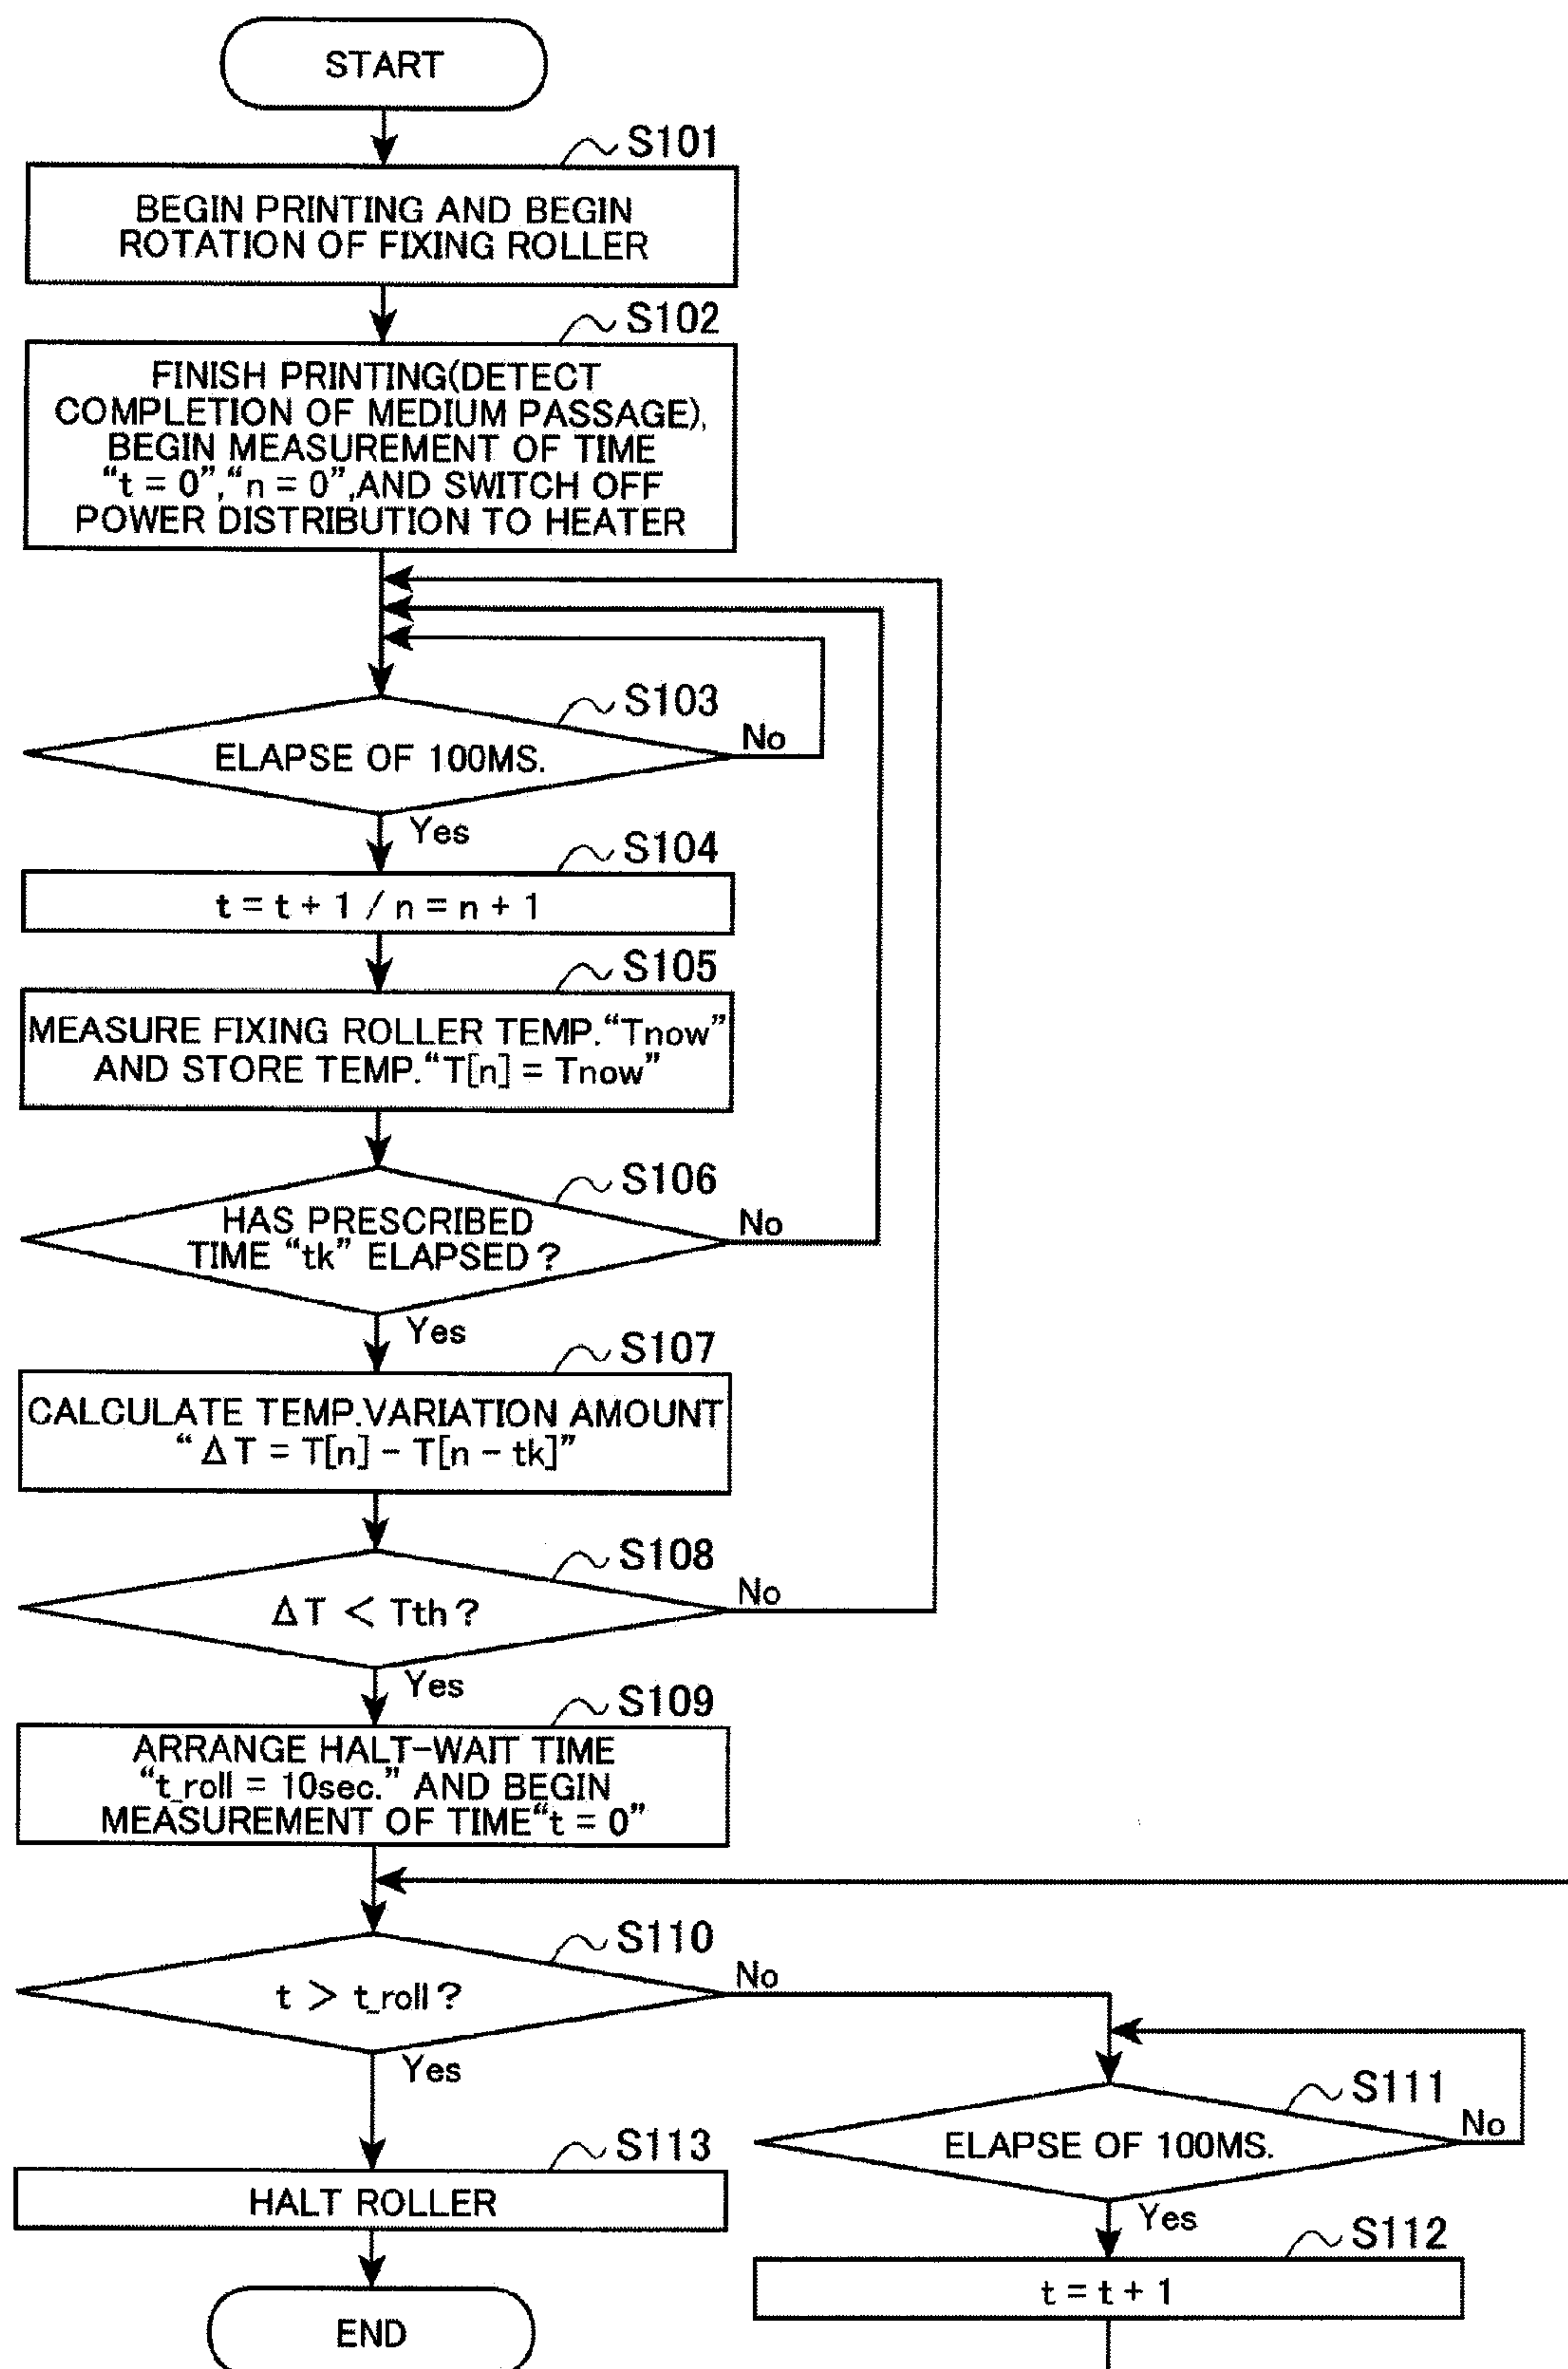 START
S101
BEGIN PRINTING AND BEGIN
ROTATION OF FIXING ROLLER
S102
FINISH PRINTING(DETECT
COMPLETION OF MEDIUM PASSAGE),
BEGIN MEASUREMENT OF TIME
“t = 0”,“n = 0”,AND SWITCH OFF
POWER DISTRIBUTION TO HEATER
S103
ELAPSE OF 100MS.
No
Yes
S104
t = t + 1 / n = n + 1
S105
MEASURE FIXING ROLLER TEMP.“Tnow”
AND STORE TEMP.“T[n] = Tnow”
S106
HAS PRESCRIBED
TIME “tk” ELAPSED ?
No
Yes
S107
CALCULATE TEMP.VARIATION AMOUNT
“ΔT = T[n] − T[n − tk]”
S108
ΔT < Tth ?
No
Yes
S109
ARRANGE HALT-WAIT TIME
“t_roll = 10sec.” AND BEGIN
MEASUREMENT OF TIME“t = 0”
S110
t > t_roll ?
No
Yes
S111
ELAPSE OF 100MS.
No
Yes
S112
t = t + 1
S113
HALT ROLLER
END